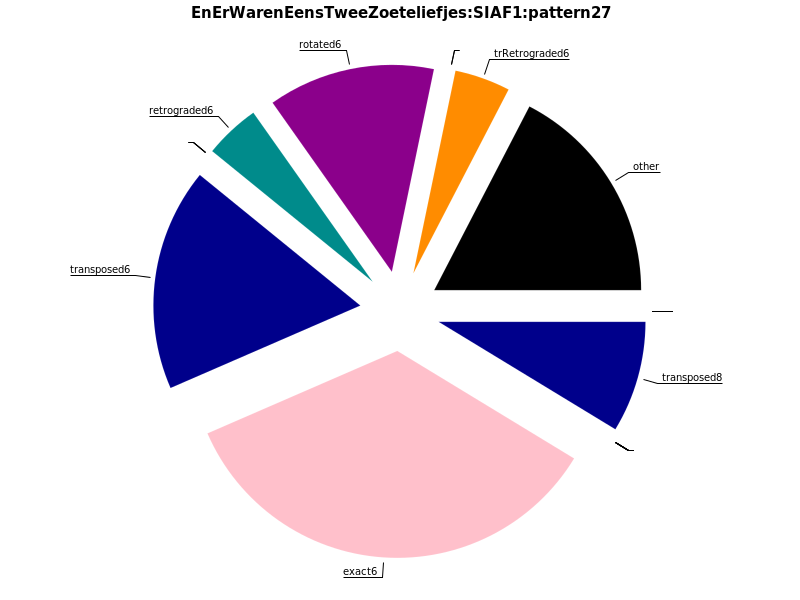 EnErWarenEensTweeZoeteliefjes:SIAF1:pattern27
rotated6
trRetrograded6
retrograded6
other
transposed6
transposed8
exact6